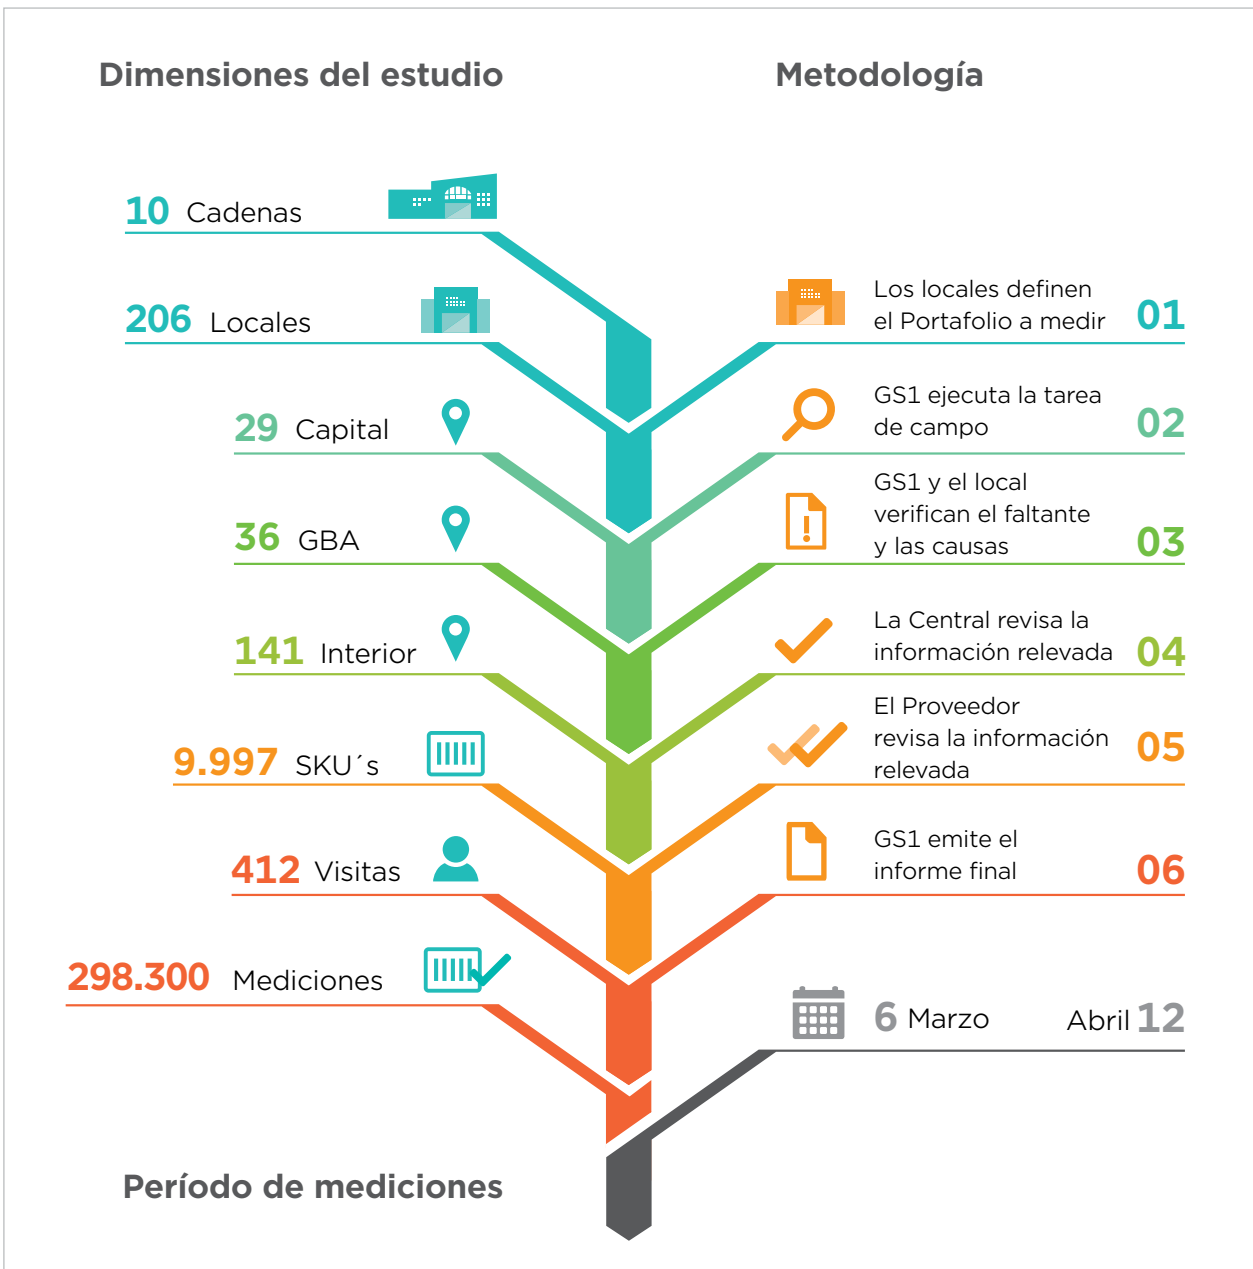 Dimensiones del estudio
10 Cadenas
206 Locales
29 Capital
36 GBA
141 Interior
9.997 SKU´s
412 Visitas
298.300 Mediciones
Metodología
Los locales definen
el Portafolio a medir 01
GS1 ejecuta la tarea
de campo 02
GS1 y el local
verifican el faltante
y las causas 03
La Central revisa la
información relevada 04
El Proveedor
revisa la información 05
relevada
GS1 emite el
informe final 06
6 Marzo Abril 12
Período de mediciones